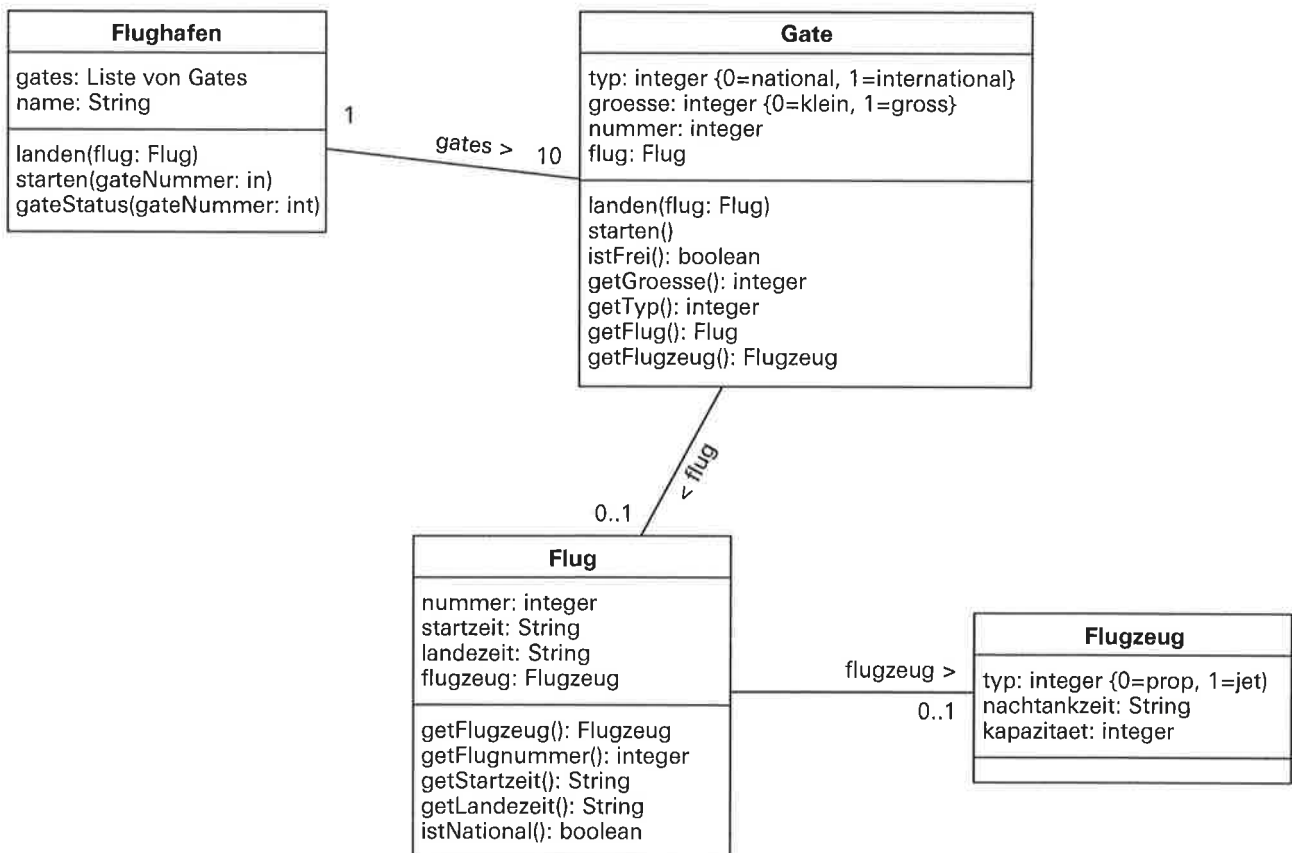 Flughafen
gates: Liste von Gates
name: String
landen(flug: Flug)
starten(gateNummer: in)
gateStatus(gateNummer: int)
1
gates >
10
Gate
typ: integer {0=national, 1=international}
groesse: integer {0=klein, 1=gross}
nummer: integer
flug: Flug
landen(flug: Flug)
starten()
istFrei(): boolean
getGroesse(): integer
getTyp(): integer
getFlug(): Flug
getFlugzeug(): Flugzeug
< flug
0..1
Flug
nummer: integer
startzeit: String
landezeit: String
flugzeug: Flugzeug
getFlugzeug(): Flugzeug
getFlugnummer(): integer
getStartzeit(): String
getLandezeit(): String
istNational(): boolean
flugzeug >
0..1
Flugzeug
typ: integer {0=prop, 1=jet)
nachtankzeit: String
kapazitaet: integer